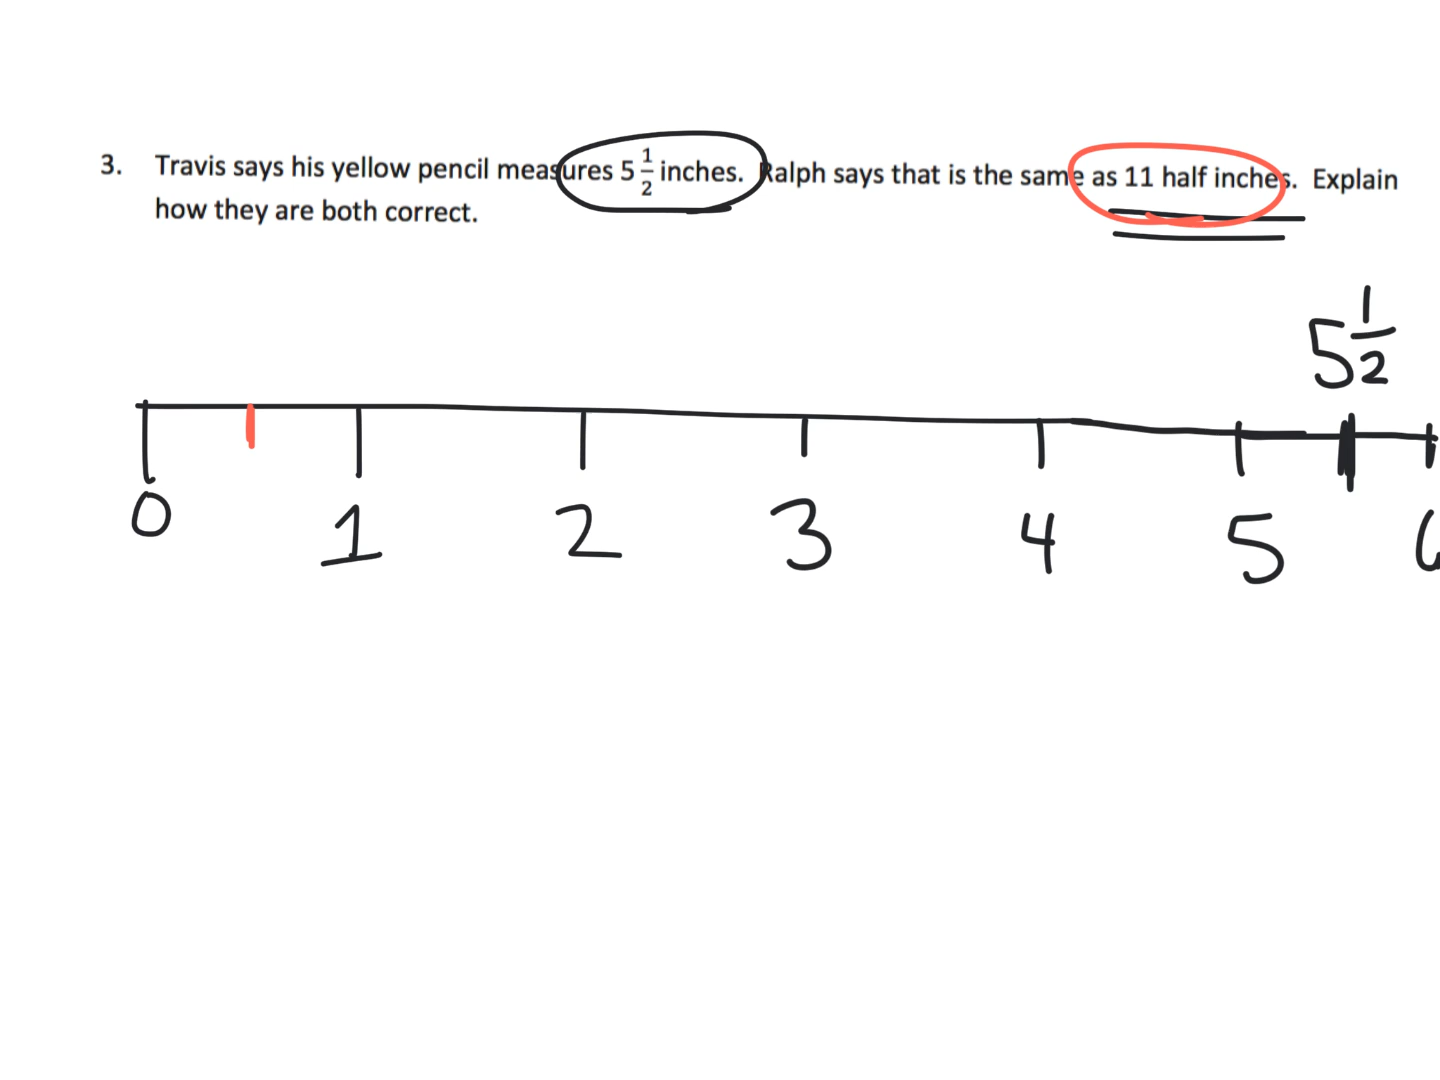 3. Travis says his yellow pencil measures 5 1/2 inches. Ralph says that is the same as 11 half inches. Explain
how they are both correct.
5 1/2
0 1 2 3 4 5 6